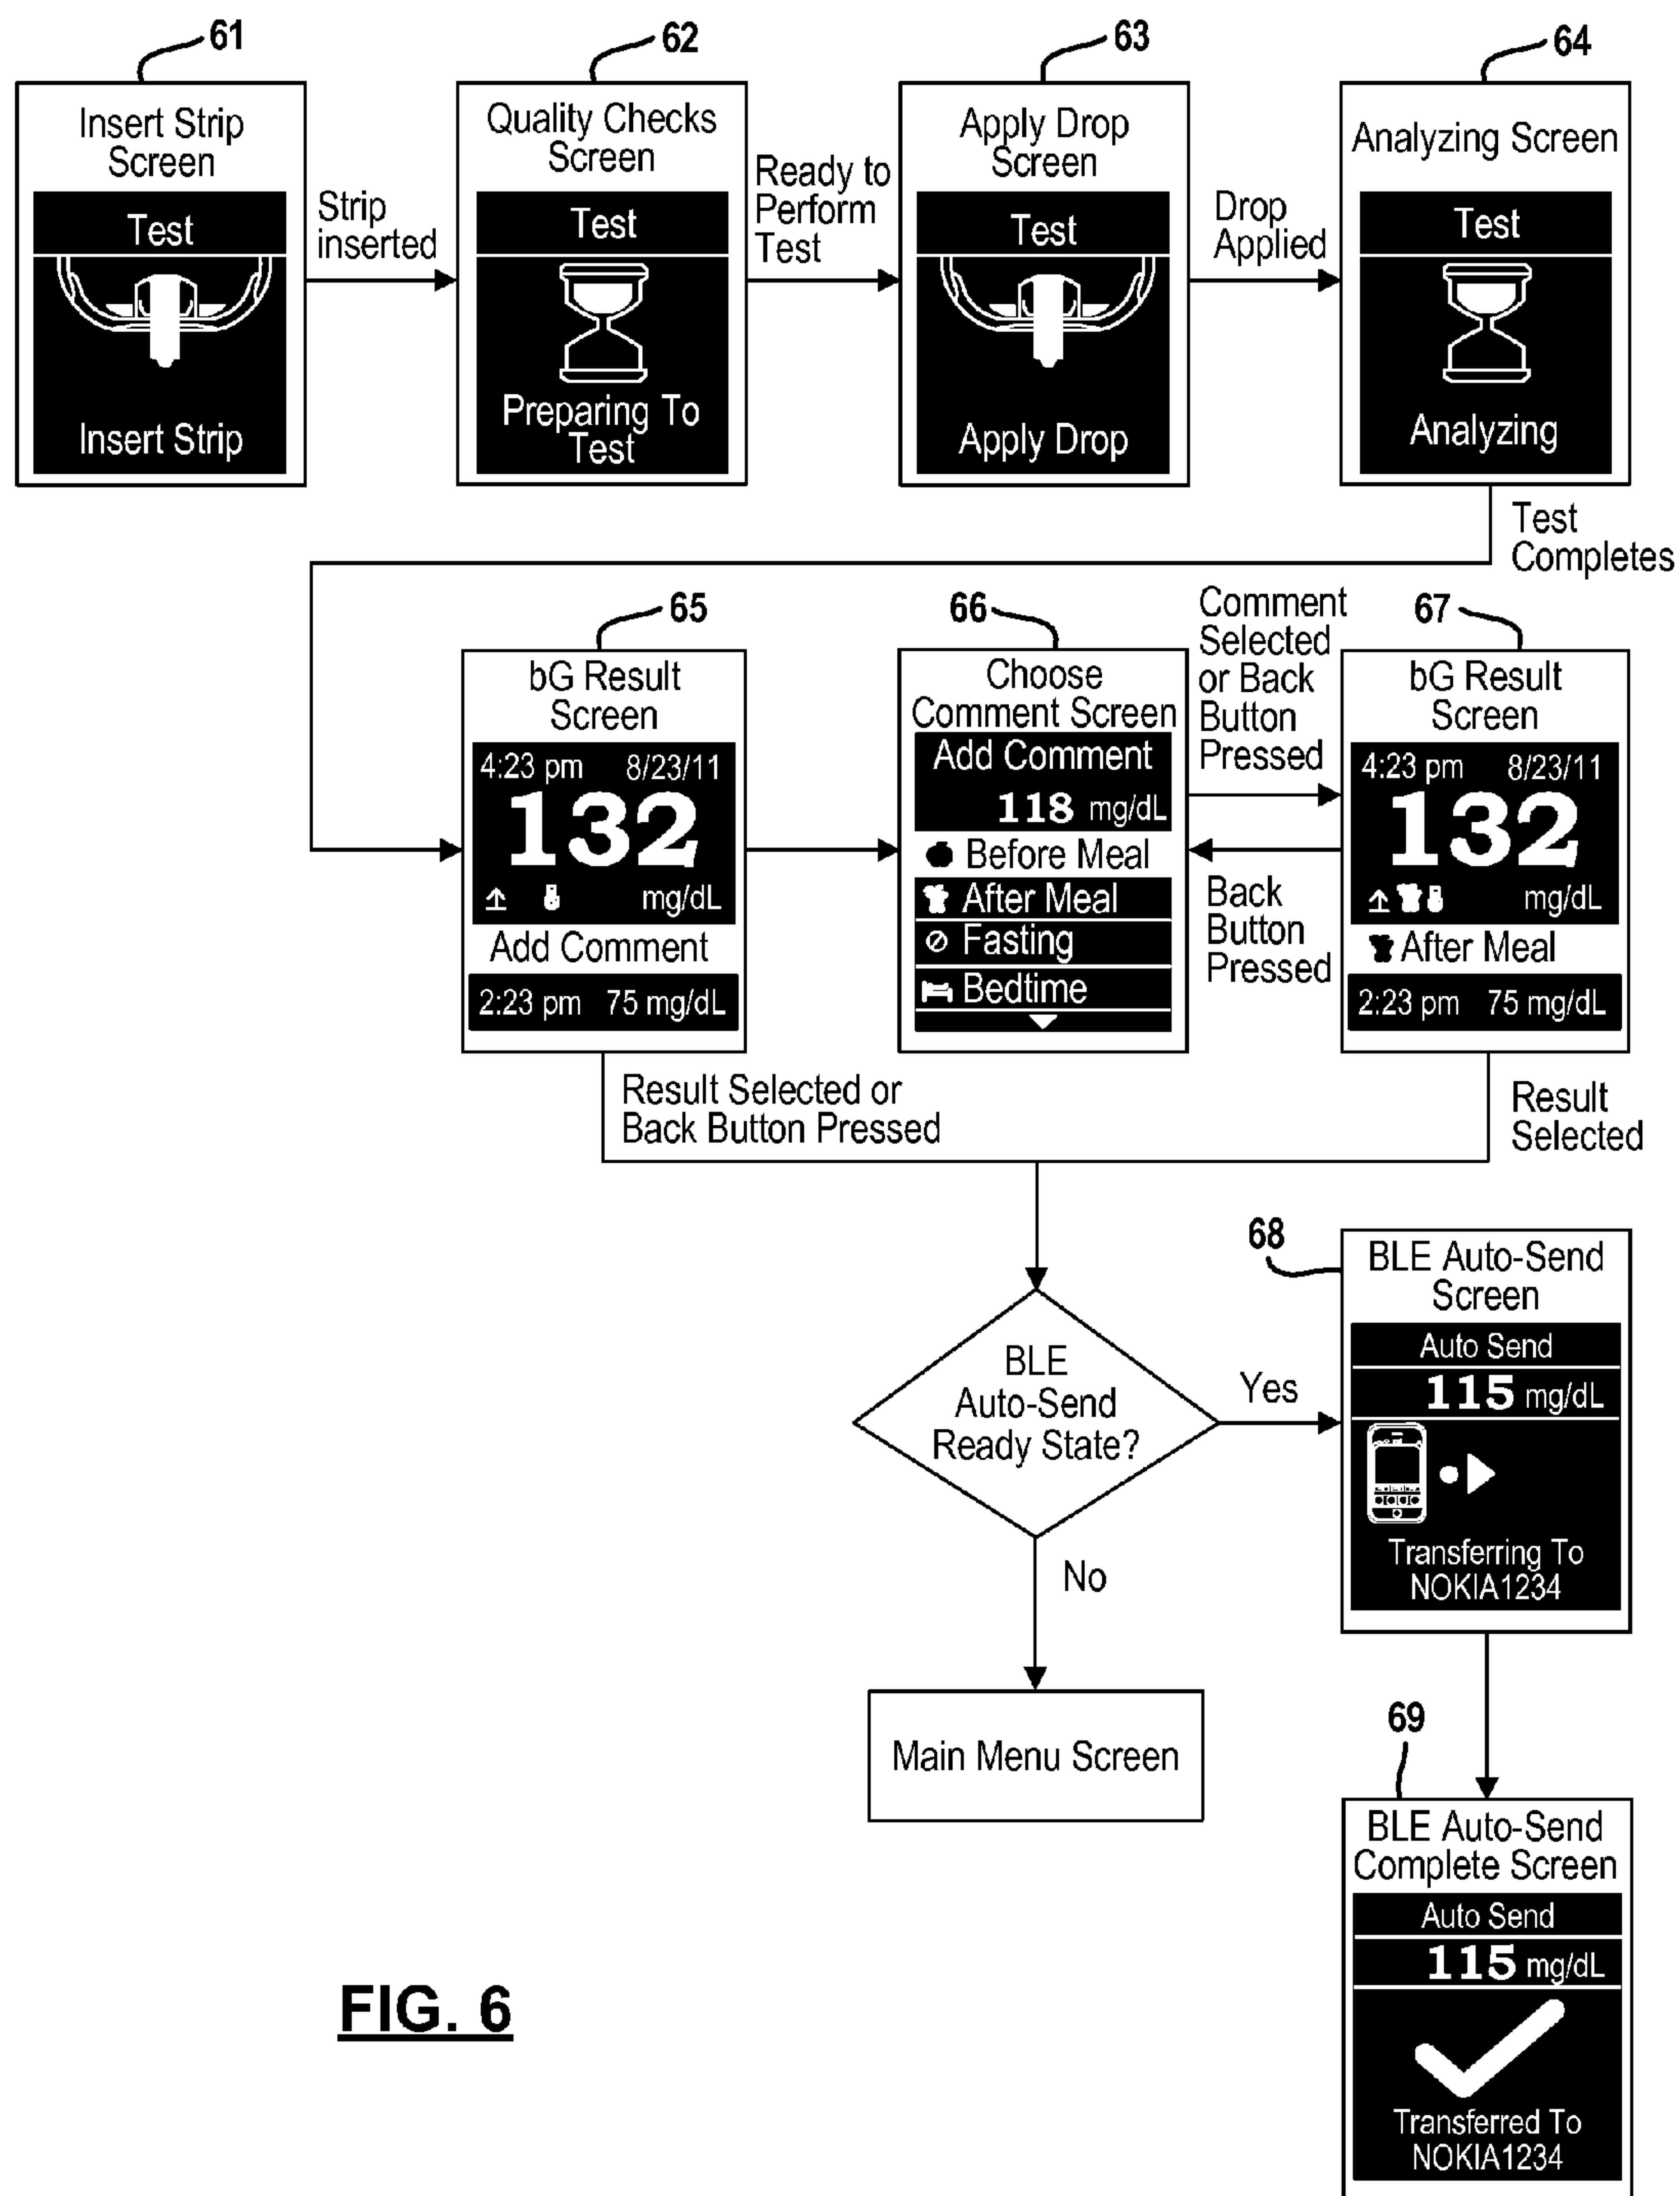 61
62
63
64
Insert Strip
Screen
Test
Insert Strip
Strip
inserted
Quality Checks
Screen
Test
Preparing To
Test
Ready to
Perform
Test
Apply Drop
Screen
Test
Apply Drop
Drop
Applied
Analyzing Screen
Test
Analyzing
Test
Completes
65
66
67
bG Result
Screen
4:23 pm 8/23/11
132
mg/dL
Add Comment
2:23 pm 75 mg/dL
Choose
Comment Screen
Add Comment
118 mg/dL
Before Meal
After Meal
Fasting
Bedtime
Comment
Selected
or Back
Button
Pressed
Back
Button
Pressed
bG Result
Screen
4:23 pm 8/23/11
132
mg/dL
After Meal
2:23 pm 75 mg/dL
Result Selected or
Back Button Pressed
Result
Selected
BLE
Auto-Send
Ready State?
Yes
No
68
BLE Auto-Send
Screen
Auto Send
115 mg/dL
Transferring To
NOKIA1234
Main Menu Screen
69
BLE Auto-Send
Complete Screen
Auto Send
115 mg/dL
Transferred To
NOKIA1234
FIG. 6